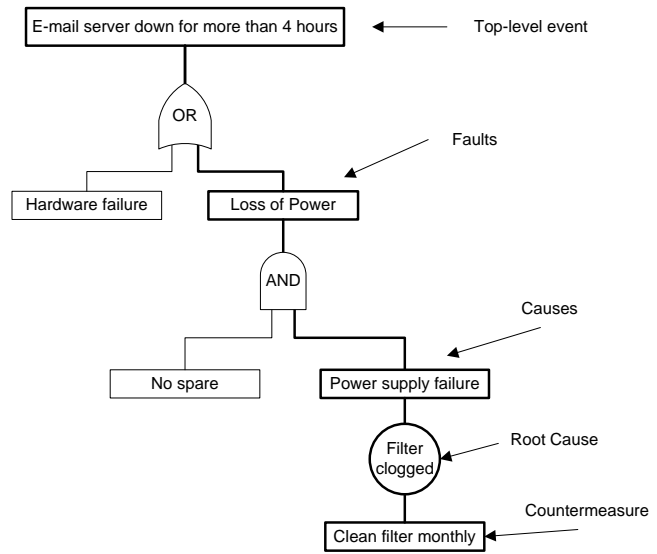 E-mail server down for more than 4 hours
Top-level event
OR
Faults
Hardware failure
Loss of Power
AND
Causes
No spare
Power supply failure
Filter
clogged
Root Cause
Countermeasure
Clean filter monthly